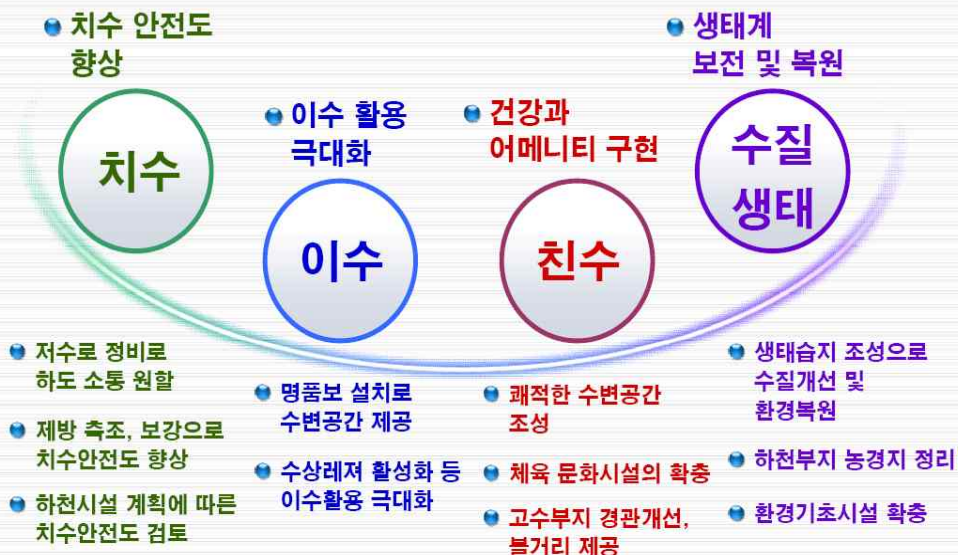 치수 안전도
향상
치수
저수로 정비로
하도 소통 원할
제방 축조, 보강으로
치수안전도 향상
하천시설 계획에 따른
치수안전도 검토
이수 활용
극대화
이수
명품보 설치로
수변공간 제공
수상레져 활성화 등
이수활용 극대화
건강과
어메니티 구현
친수
쾌적한 수변공간
조성
체육 문화시설의 확충
고수부지 경관개선,
볼거리 제공
생태계
보전 및 복원
수질
생태
생태습지 조성으로
수질개선 및
환경복원
하천부지 농경지 정리
환경기초시설 확충